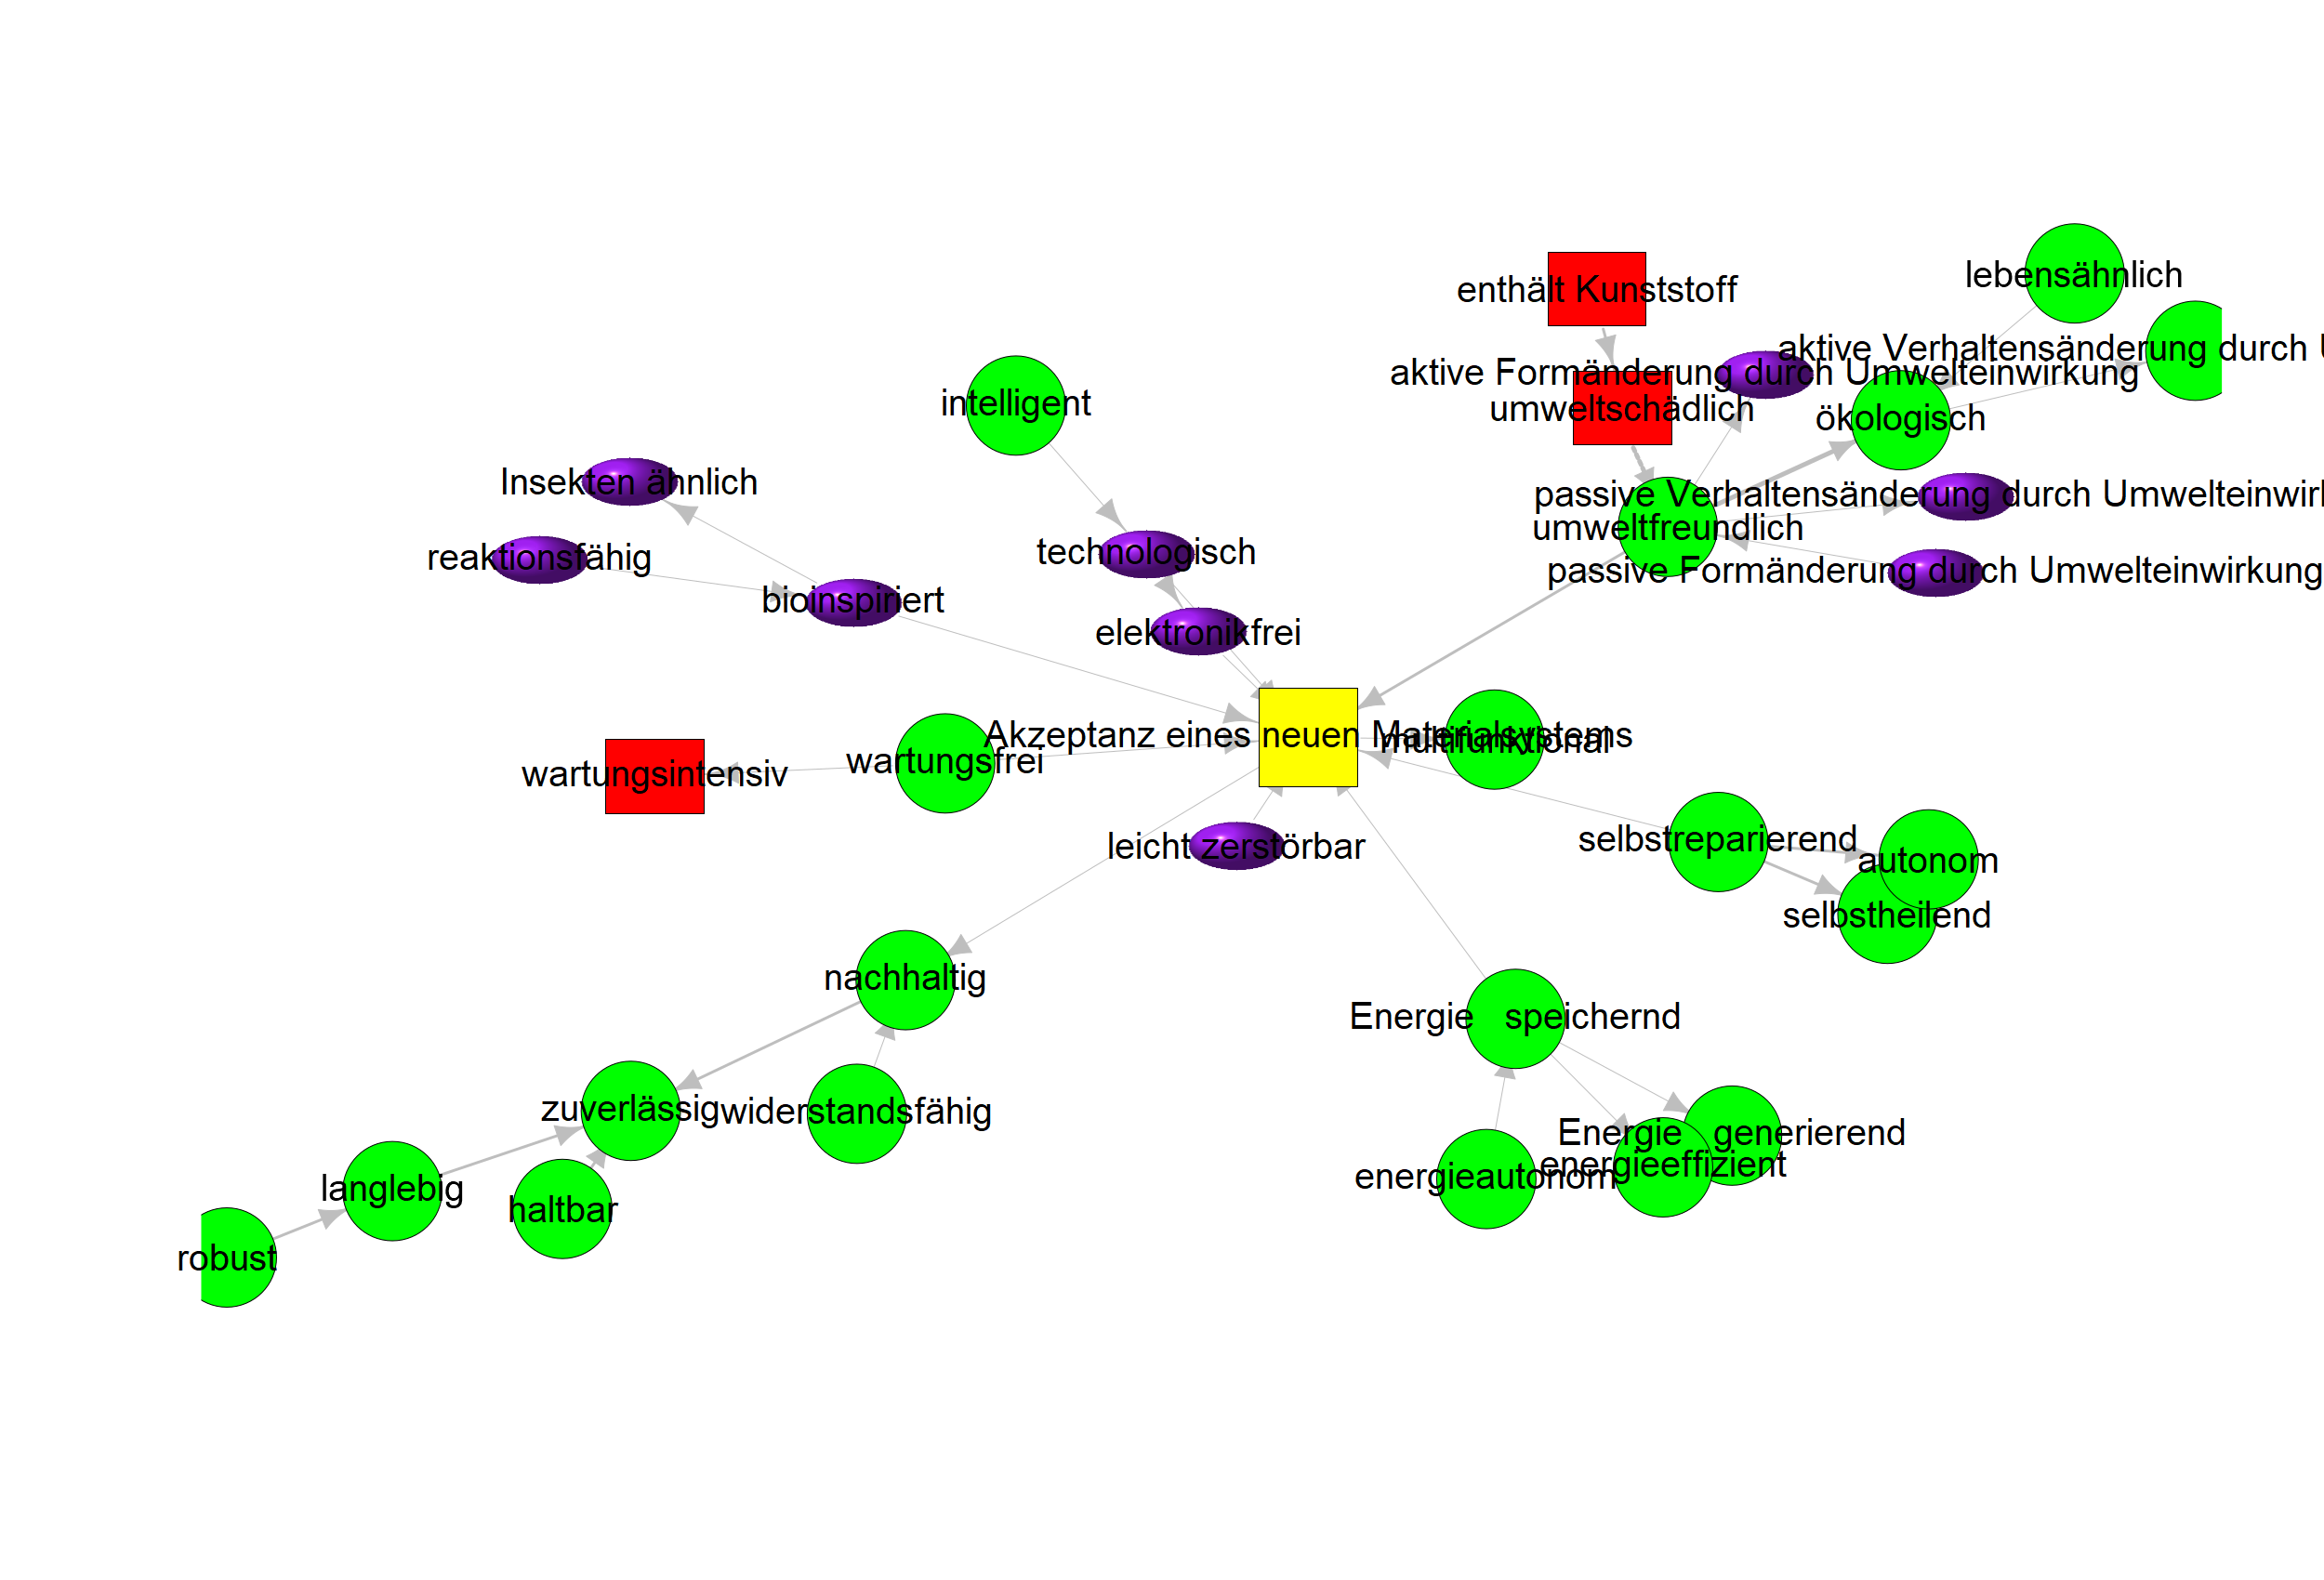 lebensähnlich
enthält Kunststoff
aktive Verhaltensänderung durch
aktive Formänderung durch Umwelteinwirkung
intelligent
umweltschädlich
ökologisch
Insekten ähnlich
passive Verhaltensänderung durch
umweltfreundlich
technologisch
reaktionsfähig
passive Formänderung durch Umwelteinwirkung
bioinspiriert
elektronikfrei
Akzeptanz eines neuen Materialsystems
multifunktional
wartungsfrei
wartungsintensiv
selbstreparierend
leicht zerstörbar
autonom
selbstheilend
nachhaltig
Energie speichernd
zuverlässig
widerstandsfähig
Energie generierend
energieeffizient
energieautonom
langlebig
haltbar
robust